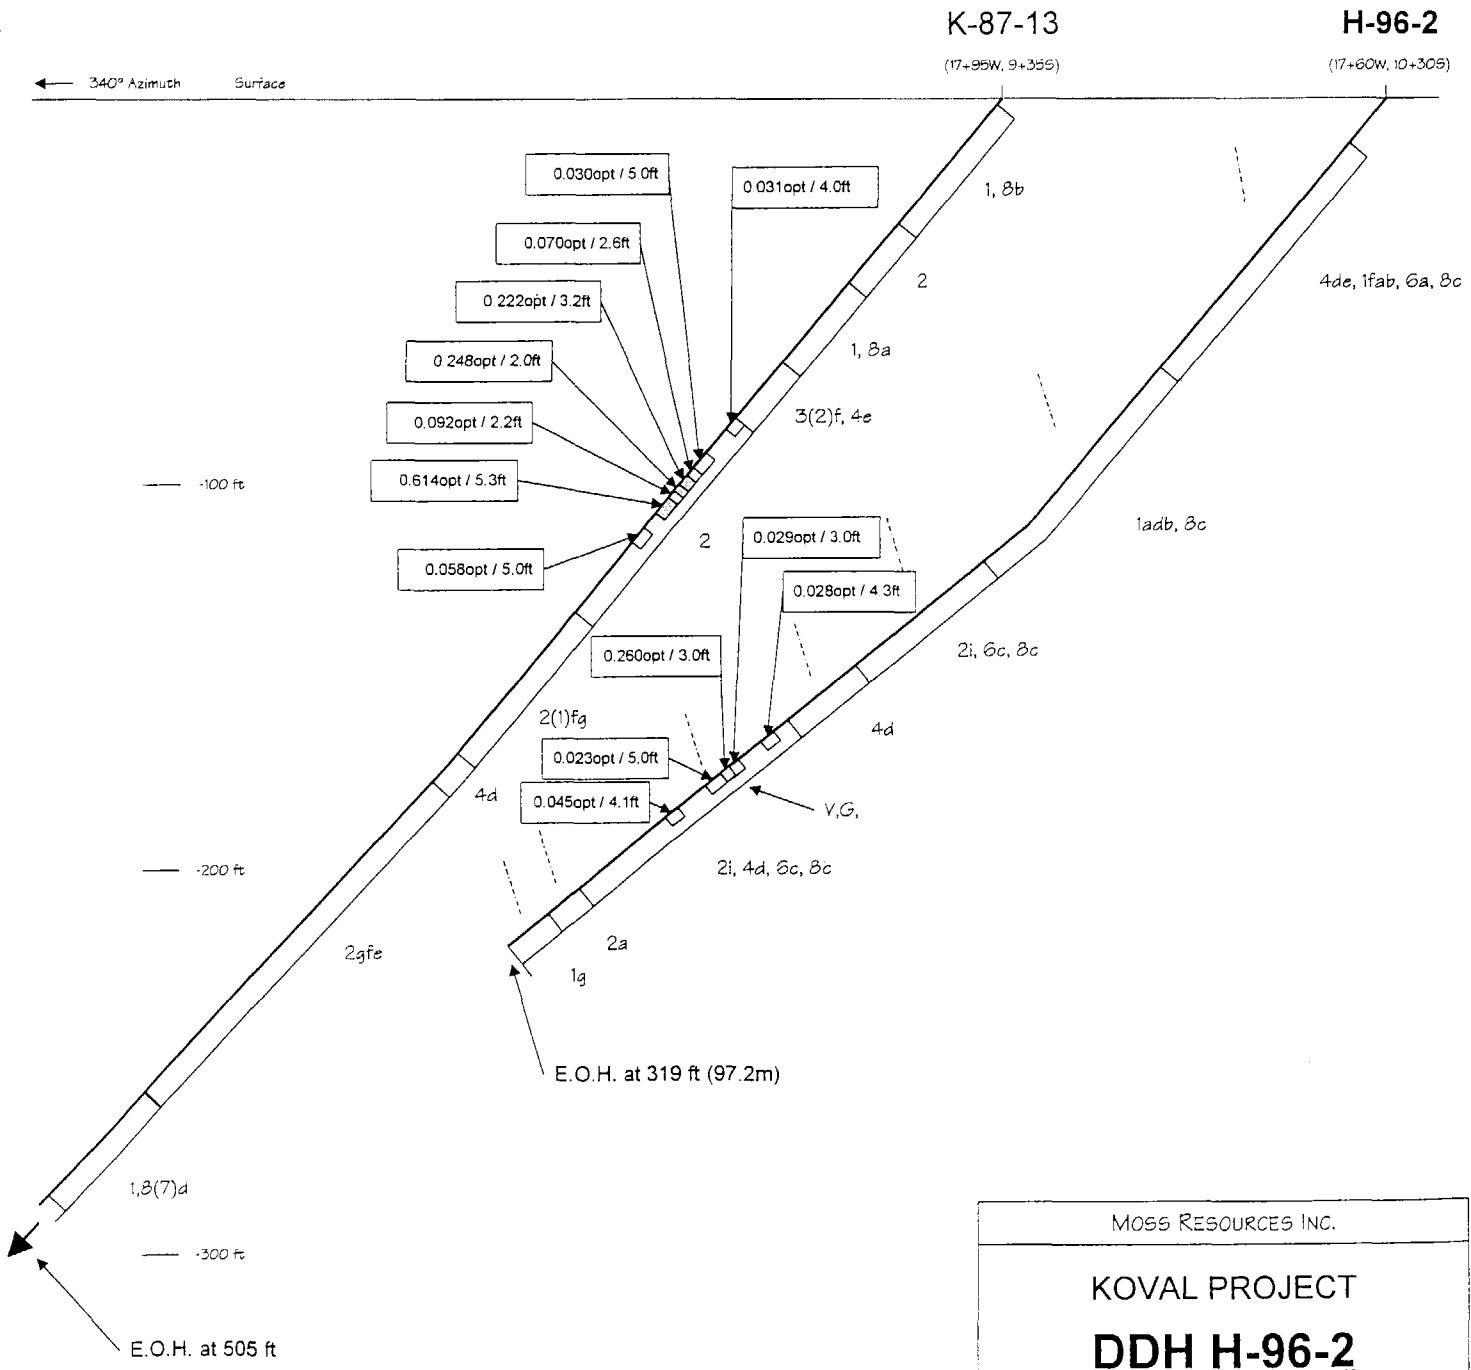 K-87-13
H-96-2
(17+95W, 9+35S)
(17+60W, 10+30S)
340° Azimuth
Surface
0.030opt / 5.0ft
0.031opt / 4.0ft
1, 8b
0.070opt / 2.6ft
2
4de, 1fab, 6a, 8c
0.222opt / 3.2ft
0.248opt / 2.0ft
1, 8a
0.092opt / 2.2ft
3(2)f, 4e
0.614opt / 5.3ft
-100 ft
1adb, 8c
2
0.029opt / 3.0ft
0.058opt / 5.0ft
0.028opt / 4.3ft
0.260opt / 3.0ft
2i, 6c, 8c
2(1)fg
4d
0.023opt / 5.0ft
4d
0.045opt / 4.1ft
V.G.
-200 ft
2i, 4d, 6c, 8c
2gfe
2a
1g
E.O.H. at 319 ft (97.2m)
1,8(7)d
-300 ft
E.O.H. at 505 ft
MOSS RESOURCES INC.
KOVAL PROJECT
DDH H-96-2